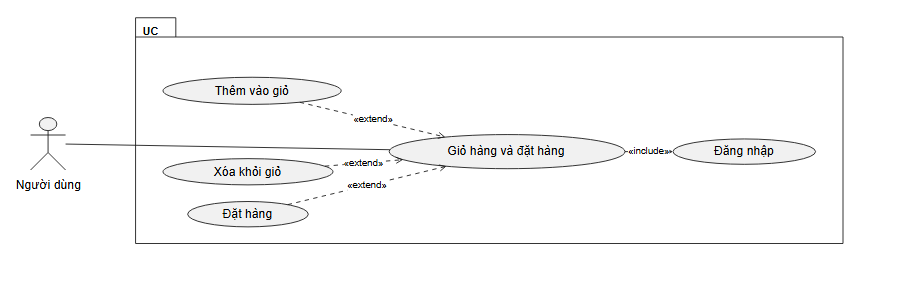 UC
Thêm vào giỏ
«extend»
Giỏ hàng và đặt hàng
«include»
Đăng nhập
Người dùng
Xóa khỏi giỏ
«extend»
«extend»
Đặt hàng